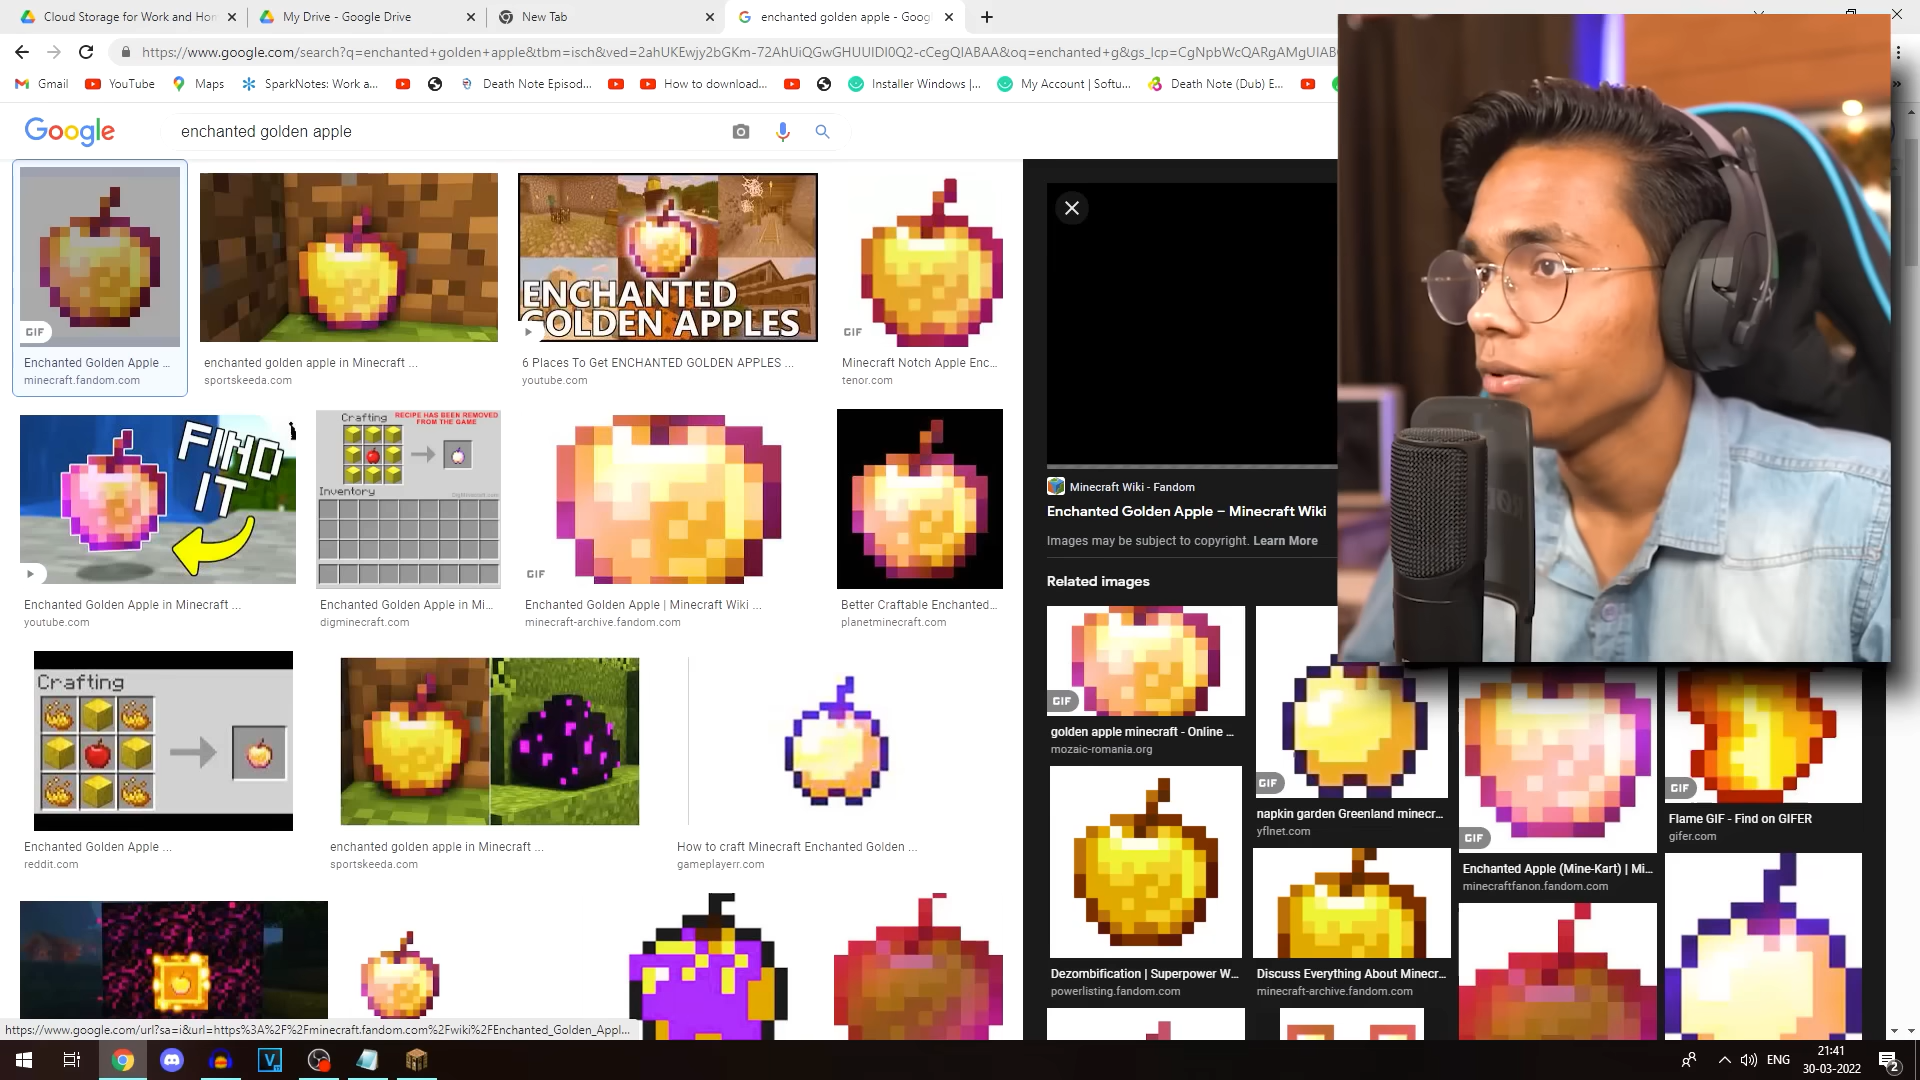 Cloud Storage for Work and Hon
My Drive - Google Drive
New Tab
enchanted golden apple - Goog
https://www.google.com/search?q=enchanted+golden+apple&tbm=isch&ved=2ahUKEwjy2bGKm-72AhUiQGwGHUUIDI0Q2-cCegQIABAA&oq=enchanted+g&gs_lcp=CgNpbWcQARgAMgUIAB
Gmail
YouTube
Maps
SparkNotes: Work a...
Death Note Episod...
How to download...
Installer Windows |...
My Account | Softu...
Death Note (Dub) E...
Google
enchanted golden apple
GIF
Enchanted Golden Apple ...
minecraft.fandom.com
enchanted golden apple in Minecraft ...
sportskeeda.com
ENCHANTED
GOLDEN APPLES
6 Places To Get ENCHANTED GOLDEN APPLES ...
youtube.com
GIF
Minecraft Notch Apple Enc...
tenor.com
FIND
IT
Enchanted Golden Apple in Minecraft ...
youtube.com
Crafting
RECIPE HAS BEEN REMOVED
FROM THE GAME
Inventory
Enchanted Golden Apple in Mi...
digminecraft.com
GIF
Enchanted Golden Apple | Minecraft Wiki ...
minecraft-archive.fandom.com
Better Craftable Enchanted...
planetminecraft.com
Crafting
Enchanted Golden Apple ...
reddit.com
enchanted golden apple in Minecraft ...
sportskeeda.com
How to craft Minecraft Enchanted Golden ...
gameplayerr.com
Minecraft Wiki - Fandom
Enchanted Golden Apple – Minecraft Wiki
Images may be subject to copyright. Learn More
Related images
GIF
golden apple minecraft - Online ...
mozaic-romania.org
GIF
napkin garden Greenland minecr...
yflnet.com
GIF
Enchanted Apple (Mine-Kart) | Mi...
minecraftfanon.fandom.com
GIF
Flame GIF - Find on GIFER
gifer.com
Dezombification | Superpower W...
powerlisting.fandom.com
Discuss Everything About Minecr...
minecraft-archive.fandom.com
https://www.google.com/url?sa=i&url=https%3A%2F%2Fminecraft.fandom.com%2Fwiki%2FEnchanted_Golden_Appl...
ENG
21:41
30-03-2022
2